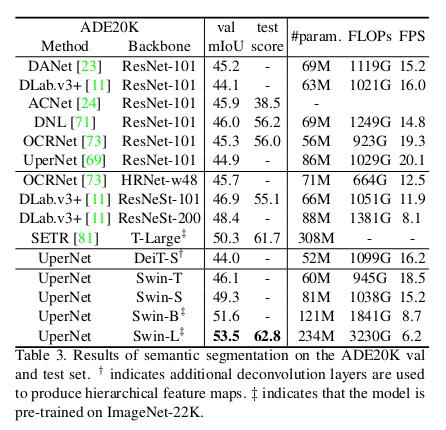 ADE20K val test #param. FLOPs FPS
Method Backbone mIoU score
DANet [23] ResNet-101 45.2 - 69M 1119G 15.2
DLab.v3+ [11] ResNet-101 44.1 - 63M 1021G 16.0
ACNet [24] ResNet-101 45.9 38.5 -
DNL [71] ResNet-101 46.0 56.2 69M 1249G 14.8
OCRNet [73] ResNet-101 45.3 56.0 56M 923G 19.3
UperNet [69] ResNet-101 44.9 - 86M 1029G 20.1
OCRNet [73] HRNet-w48 45.7 - 71M 664G 12.5
DLab.v3+ [11] ResNeSt-101 46.9 55.1 66M 1051G 11.9
DLab.v3+ [11] ResNeSt-200 48.4 - 88M 1381G 8.1
SETR [81] T-Large‡ 50.3 61.7 308M - -
UperNet DeiT-S† 44.0 - 52M 1099G 16.2
UperNet Swin-T 46.1 - 60M 945G 18.5
UperNet Swin-S 49.3 - 81M 1038G 15.2
UperNet Swin-B‡ 51.6 - 121M 1841G 8.7
UperNet Swin-L‡ 53.5 62.8 234M 3230G 6.2
Table 3. Results of semantic segmentation on the ADE20K val
and test set. † indicates additional deconvolution layers are used
to produce hierarchical feature maps. ‡ indicates that the model is
pre-trained on ImageNet-22K.